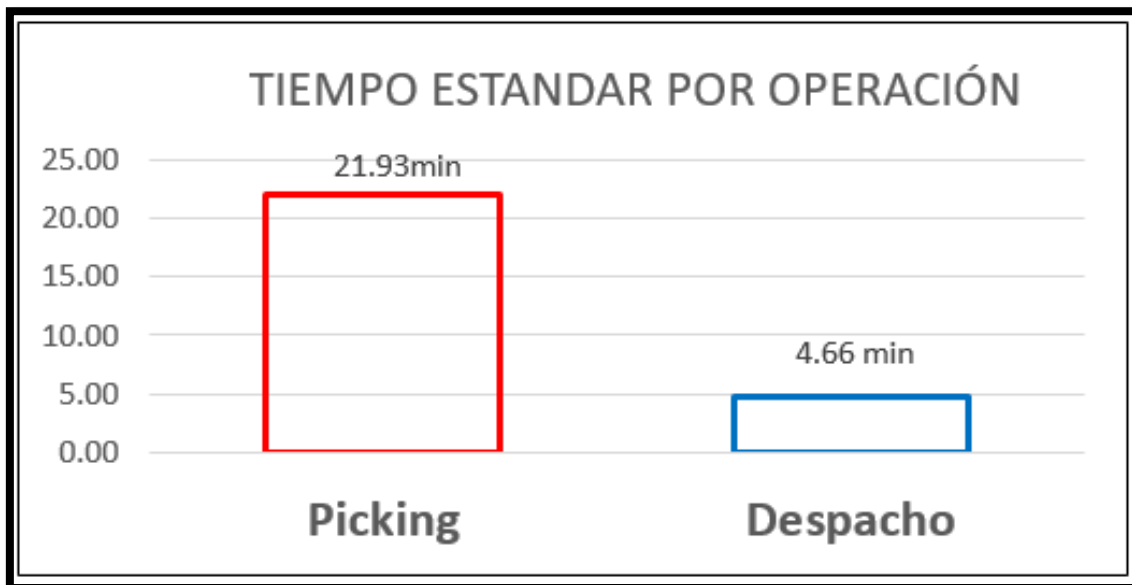 TIEMPO ESTANDAR POR OPERACIÓN
25.00
21.93min
20.00
15.00
10.00
4.66 min
5.00
0.00
Picking Despacho